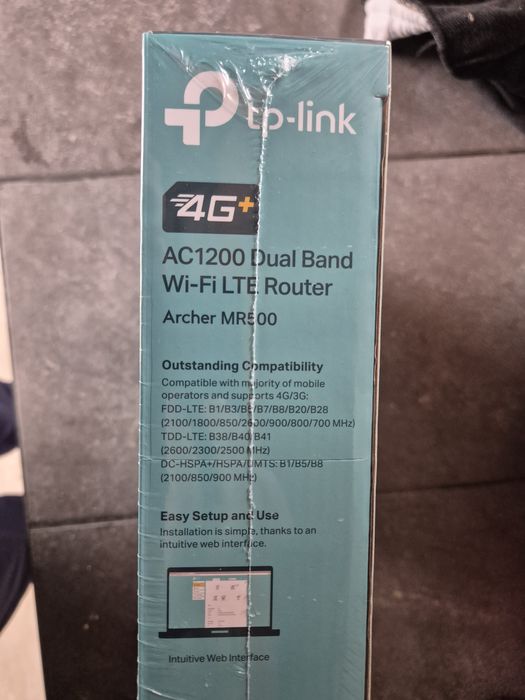 tp-link
4G+
AC1200 Dual Band
Wi-Fi LTE Router
Archer MR500
Outstanding Compatibility
Compatible with majority of mobile
operators and supports 4G/3G:
FDD-LTE: B1/B3/B5/B7/B8/B20/B28
(2100/1800/850/2600/900/800/700 MHz)
TDD-LTE: B38/B40/B41
(2600/2300/2500 MHz)
DC-HSPA+/HSPA/UMTS: B1/B5/B8
(2100/850/900 MHz)
Easy Setup and Use
Installation is simple, thanks to an
intuitive web interface.
Intuitive Web Interface